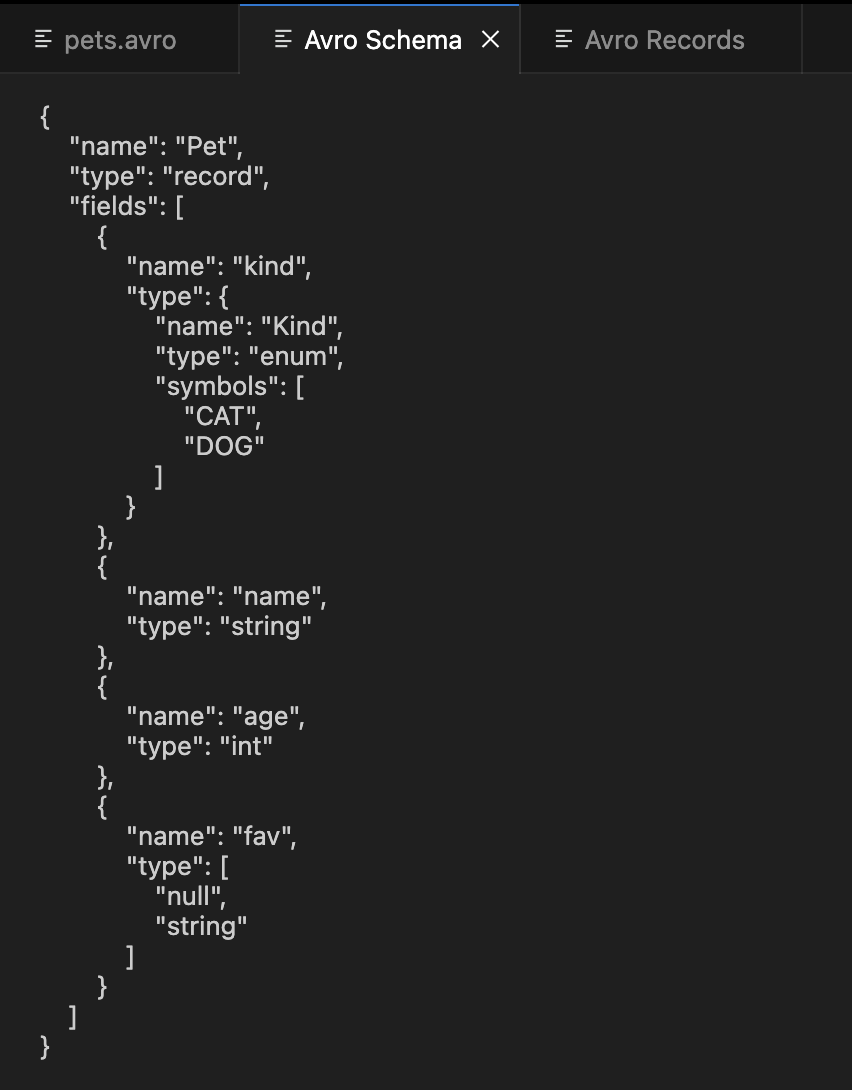 pets.avro
Avro Schema
Avro Records
{
  "name": "Pet",
  "type": "record",
  "fields": [
    {
      "name": "kind",
      "type": {
        "name": "Kind",
        "type": "enum",
        "symbols": [
          "CAT",
          "DOG"
        ]
      }
    },
    {
      "name": "name",
      "type": "string"
    },
    {
      "name": "age",
      "type": "int"
    },
    {
      "name": "fav",
      "type": [
        "null",
        "string"
      ]
    }
  ]
}